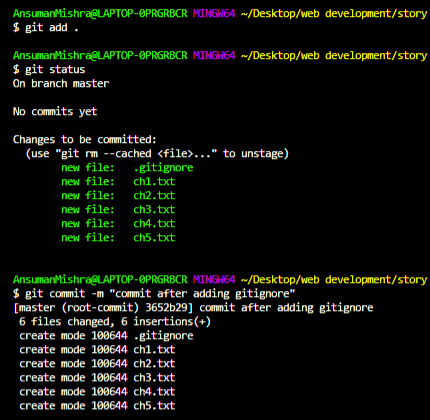 AnsumanMishra@LAPTOP-0PRGRBCR MINGW64 ~/Desktop/web development/story
$ git add .
AnsumanMishra@LAPTOP-0PRGRBCR MINGW64 ~/Desktop/web development/story
$ git status
On branch master
No commits yet
Changes to be committed:
  (use "git rm --cached <file>..." to unstage)
        new file:   .gitignore
        new file:   ch1.txt
        new file:   ch2.txt
        new file:   ch3.txt
        new file:   ch4.txt
        new file:   ch5.txt
AnsumanMishra@LAPTOP-0PRGRBCR MINGW64 ~/Desktop/web development/story
$ git commit -m "commit after adding gitignore"
[master (root-commit) 3652b29] commit after adding gitignore
 6 files changed, 6 insertions(+)
 create mode 100644 .gitignore
 create mode 100644 ch1.txt
 create mode 100644 ch2.txt
 create mode 100644 ch3.txt
 create mode 100644 ch4.txt
 create mode 100644 ch5.txt